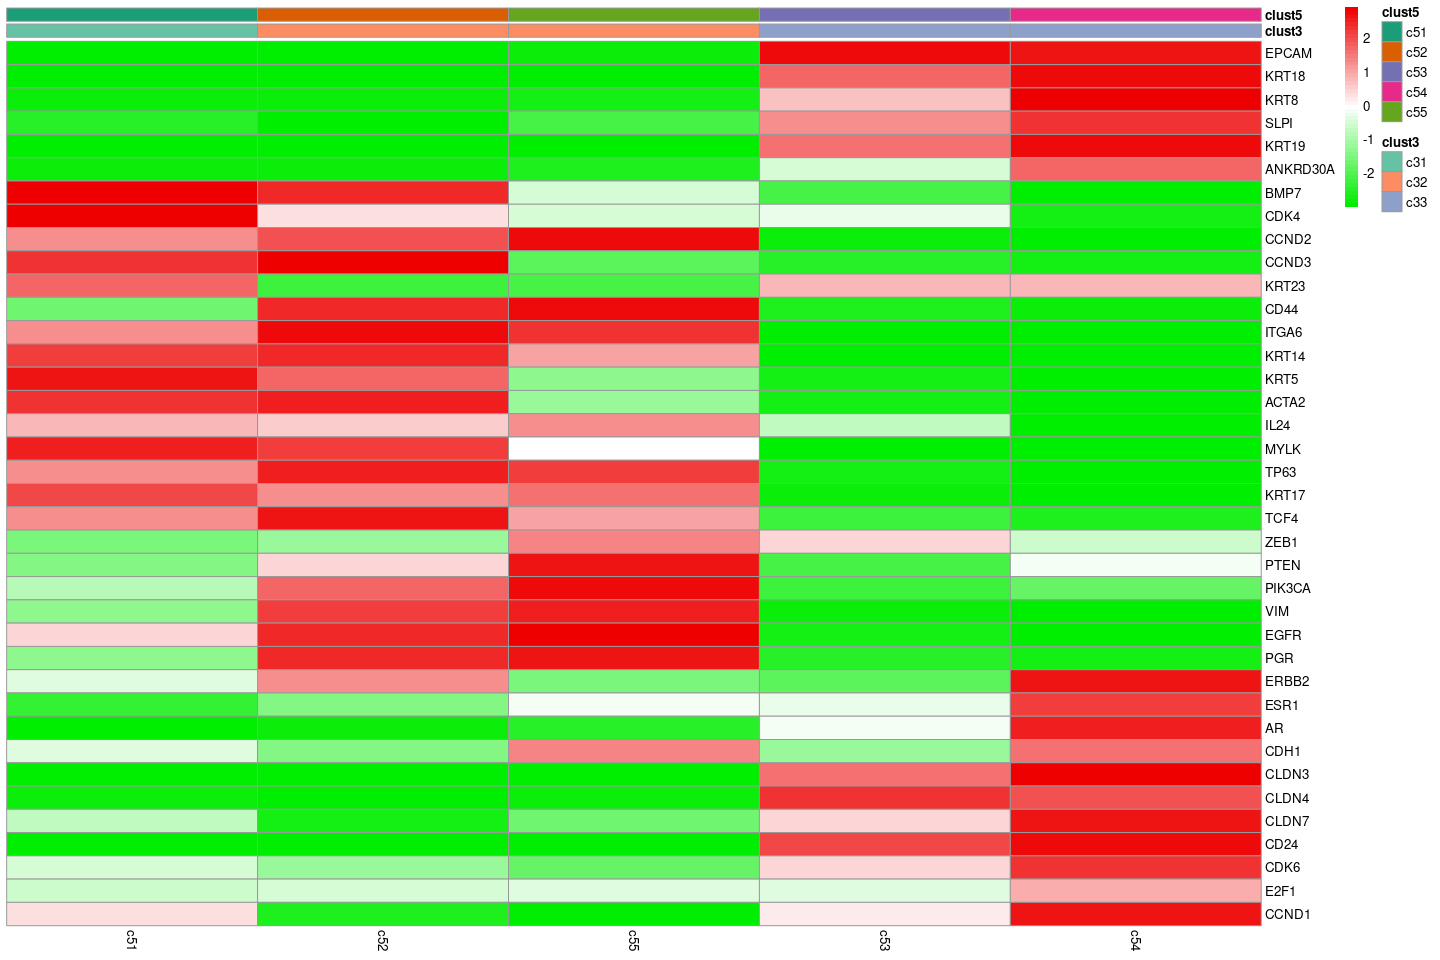 clust5
clust3
EPCAM
KRT18
KRT8
SLPI
KRT19
ANKRD30A
BMP7
CDK4
CCND2
CCND3
KRT23
CD44
ITGA6
KRT14
KRT5
ACTA2
IL24
MYLK
TP63
KRT17
TCF4
ZEB1
PTEN
PIK3CA
VIM
EGFR
PGR
ERBB2
ESR1
AR
CDH1
CLDN3
CLDN4
CLDN7
CD24
CDK6
E2F1
CCND1
c51 c52 c55 c53 c54
2
1
0
-1
-2
clust5
c51
c52
c53
c54
c55
clust3
c31
c32
c33